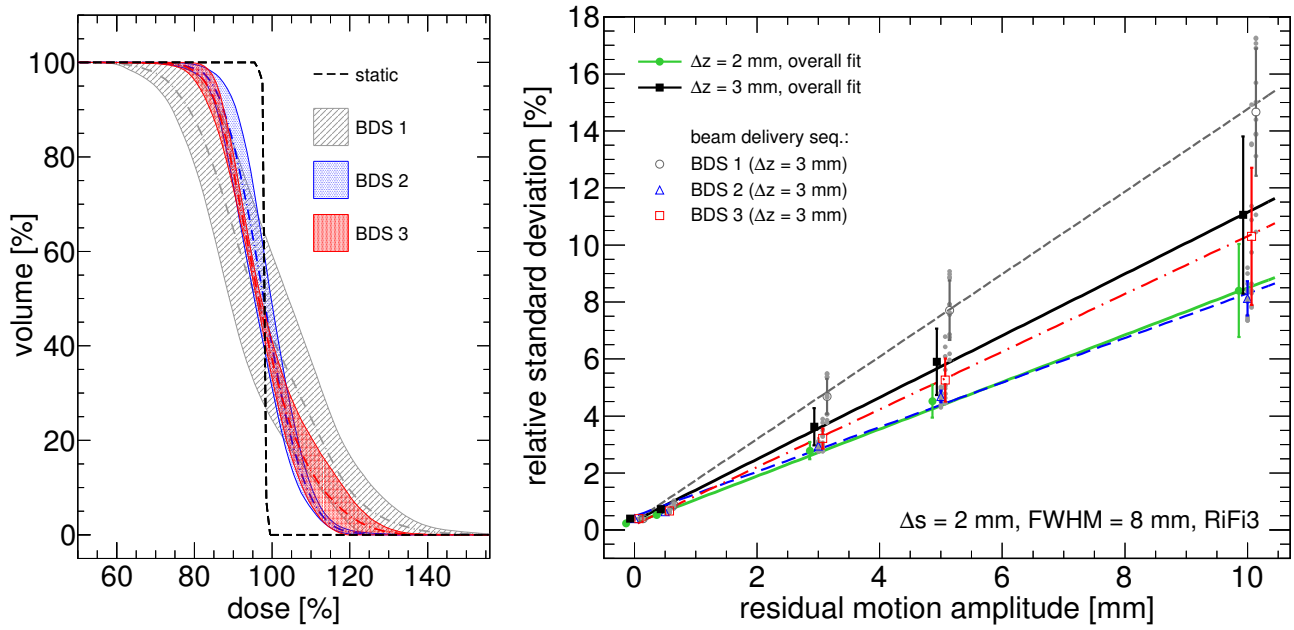 100
80
60
40
20
0
volume [%]
60
80
100
120
140
dose [%]
static
BDS 1
BDS 2
BDS 3
18
16
14
12
10
8
6
4
2
0
relative standard deviation [%]
0
2
4
6
8
10
residual motion amplitude [mm]
Δz = 2 mm, overall fit
Δz = 3 mm, overall fit
beam delivery seq.:
BDS 1 (Δz = 3 mm)
BDS 2 (Δz = 3 mm)
BDS 3 (Δz = 3 mm)
Δs = 2 mm, FWHM = 8 mm, RiFi3